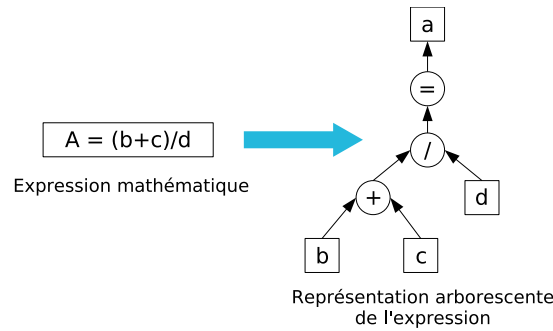 a
=
A = (b+c)/d
/
Expression mathématique
+
d
b
c
Représentation arborescente
de l'expression